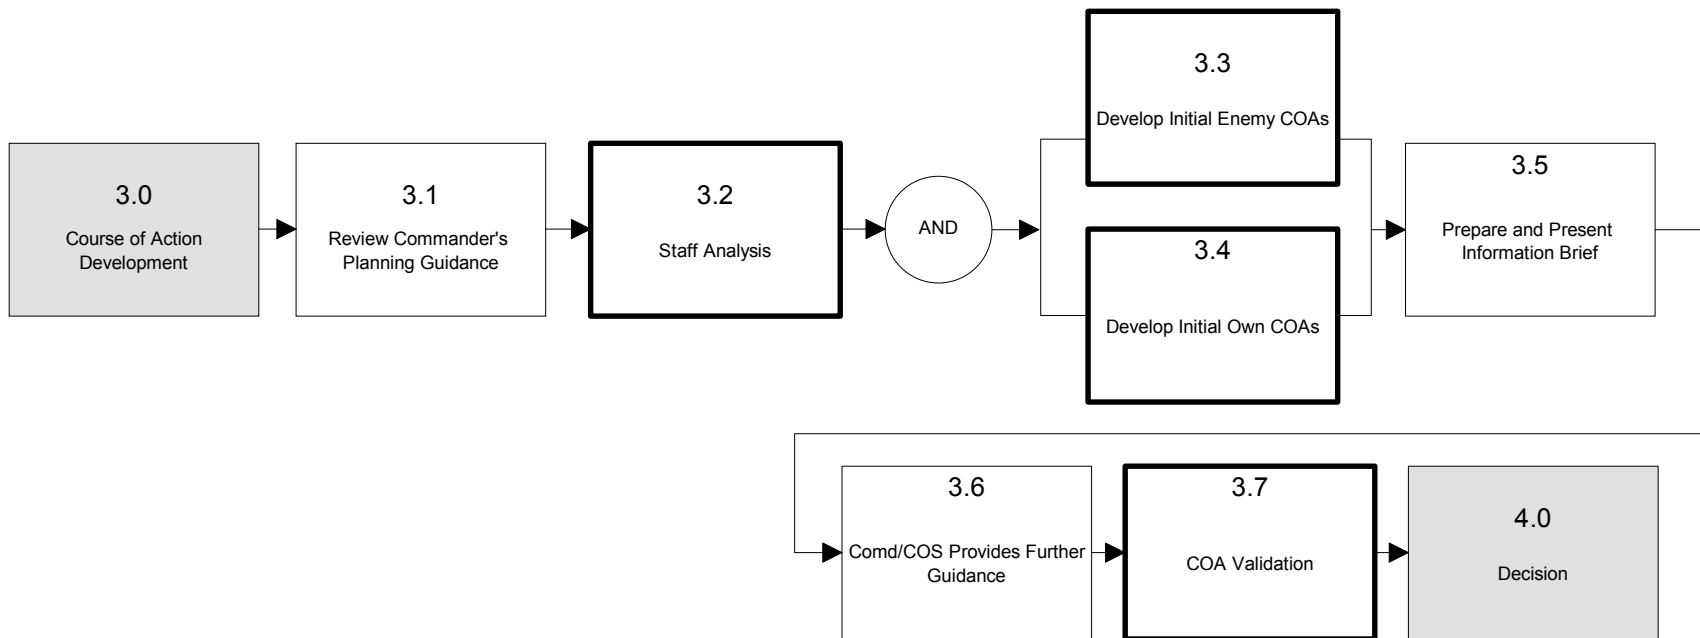 3.0
Course of Action
Development
3.1
Review Commander's
Planning Guidance
3.2
Staff Analysis
AND
3.3
Develop Initial Enemy COAs
3.4
Develop Initial Own COAs
3.5
Prepare and Present
Information Brief
3.6
Comd/COS Provides Further
Guidance
3.7
COA Validation
4.0
Decision